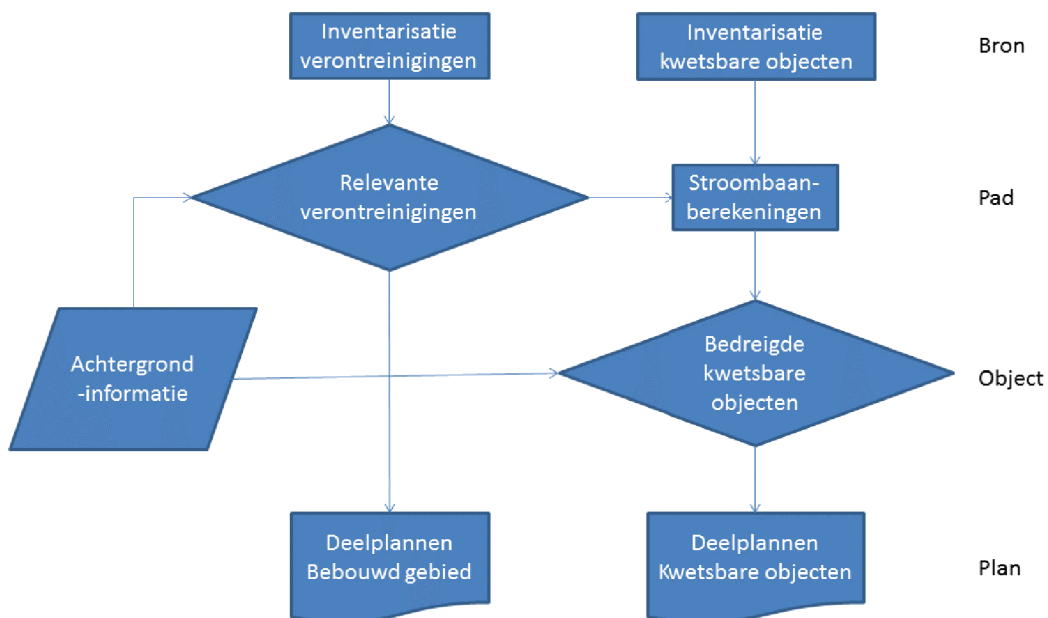 Inventarisatie
verontreinigingen
Inventarisatie
kwetsbare objecten
Bron
Relevante
verontreinigingen
Stroombaan-
berekeningen
Pad
Achtergrond
-informatie
Bedreigde
kwetsbare
objecten
Object
Deelplannen
Bebouwd gebied
Deelplannen
Kwetsbare objecten
Plan